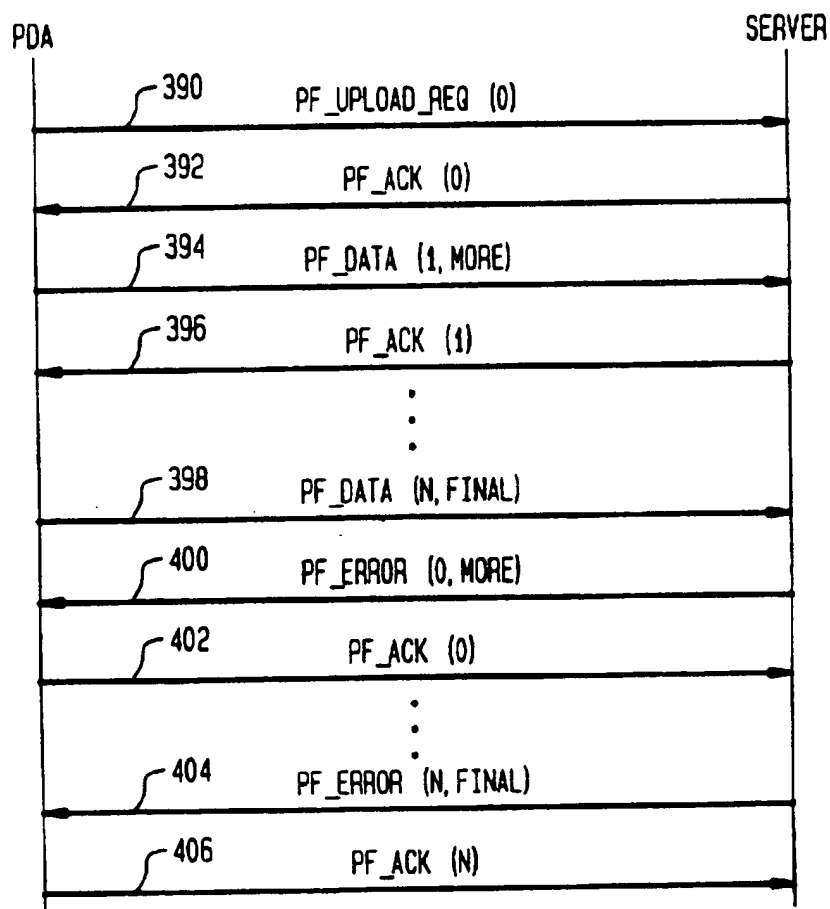 PDA
SERVER
390
PF_UPLOAD_REQ (0)
392
PF_ACK (0)
394
PF_DATA (1, MORE)
396
PF_ACK (1)
398
PF_DATA (N, FINAL)
400
PF_ERROR (0, MORE)
402
PF_ACK (0)
404
PF_ERROR (N, FINAL)
406
PF_ACK (N)